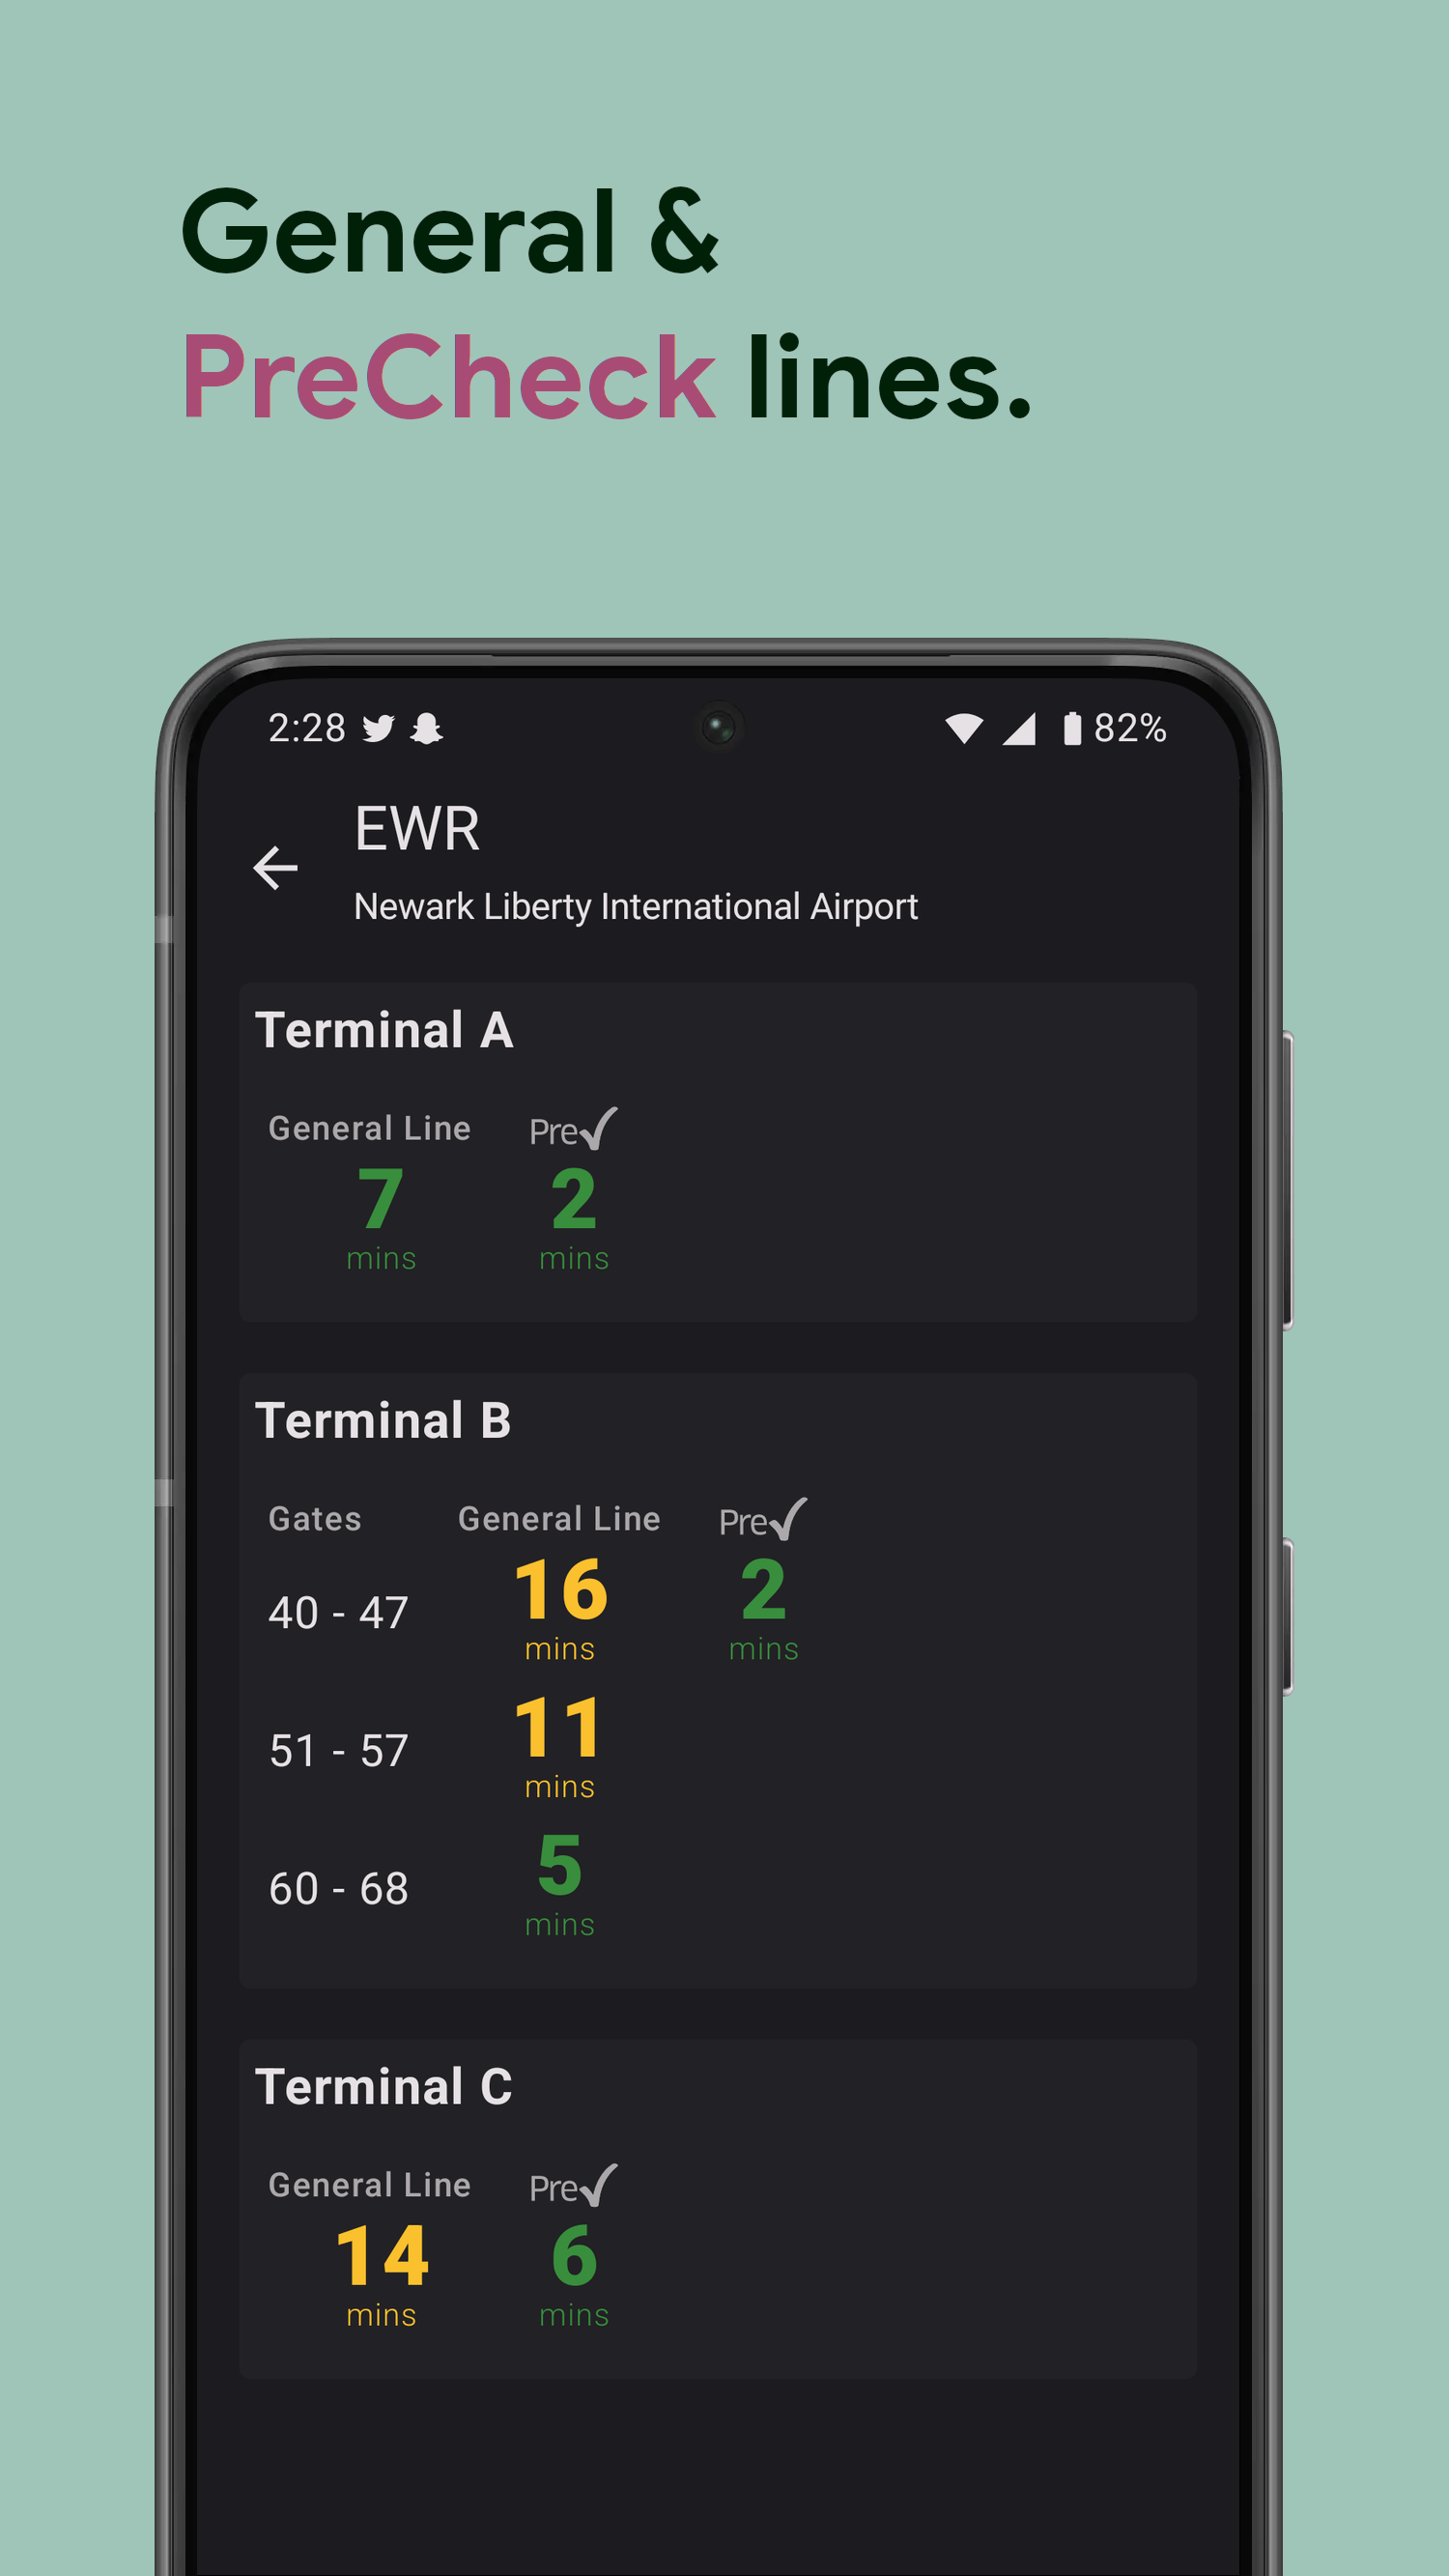 General &
PreCheck lines.
2:28 82%
EWR
Newark Liberty International Airport
Terminal A
General Line Pre✓
7 2
mins mins
Terminal B
Gates General Line Pre✓
40 - 47 16 2
mins mins
51 - 57 11
mins
60 - 68 5
mins
Terminal C
General Line Pre✓
14 6
mins mins